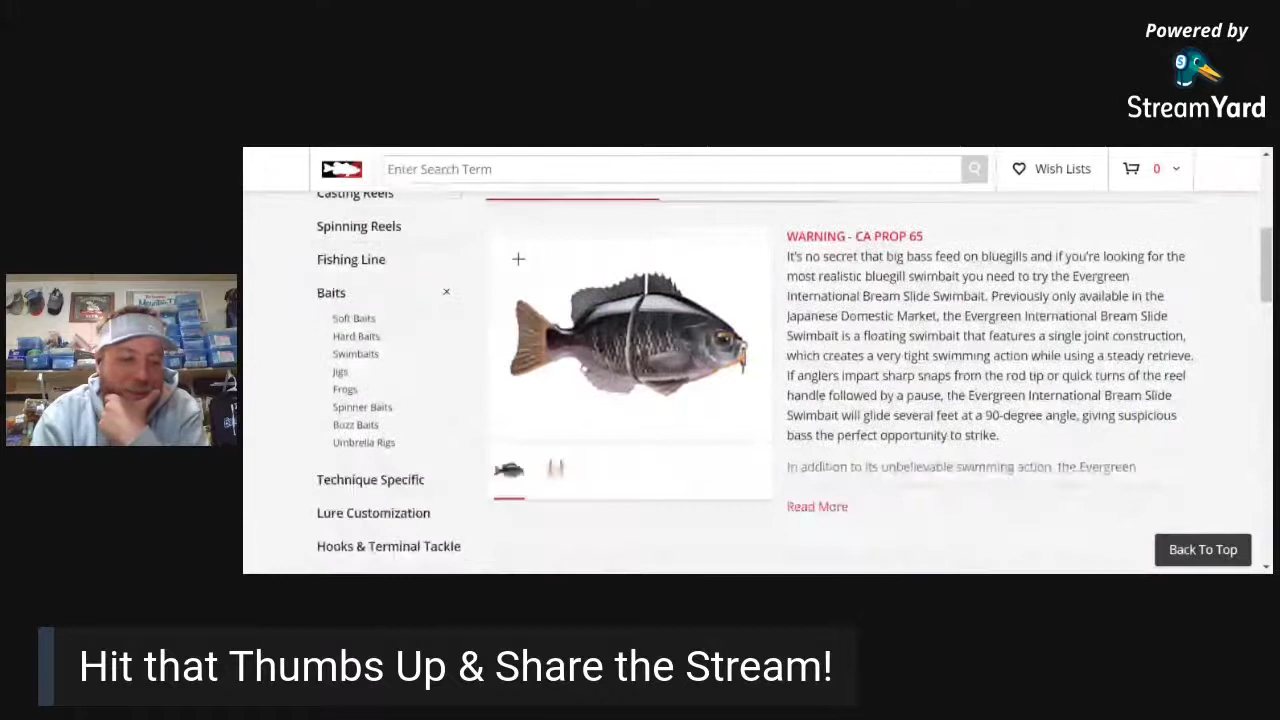 Powered by
StreamYard
Enter Search Term
Wish Lists
0
Casting Reels
Spinning Reels
Fishing Line
Baits
Soft Baits
Hard Baits
Swimbaits
Jigs
Frogs
Spinner Baits
Buzz Baits
Umbrella Rigs
Technique Specific
Lure Customization
Hooks & Terminal Tackle
WARNING - CA PROP 65
It's no secret that big bass feed on bluegills and if you're looking for the
most realistic bluegill swimbait you need to try the Evergreen
International Bream Slide Swimbait. Previously only available in the
Japanese Domestic Market, the Evergreen International Bream Slide
Swimbait is a floating swimbait that features a single joint construction,
which creates a very tight swimming action while using a steady retrieve.
If anglers impart sharp snaps from the rod tip or quick turns of the reel
handle followed by a pause, the Evergreen International Bream Slide
Swimbait will glide several feet at a 90-degree angle, giving suspicious
bass the perfect opportunity to strike.
In addition to its unbelievable swimming action, the Evergreen
Read More
Back To Top
Hit that Thumbs Up & Share the Stream!